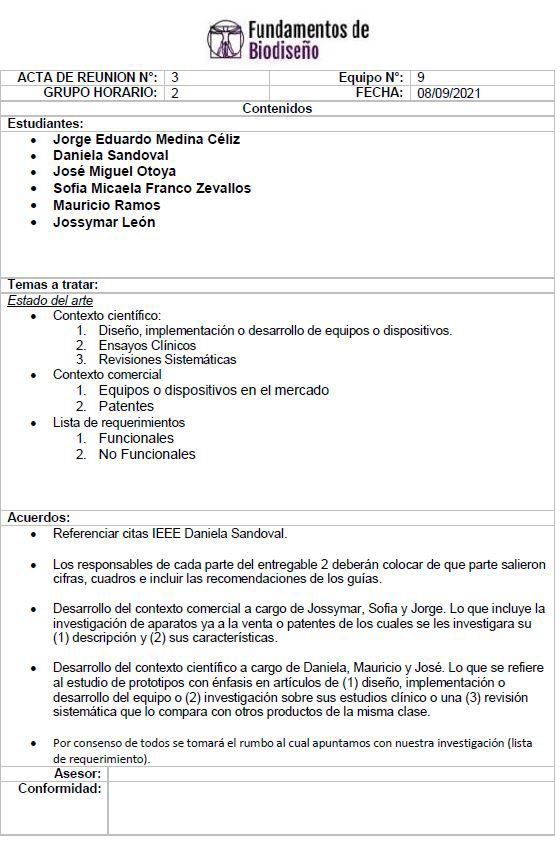 Fundamentos de
Biodiseño
ACTA DE REUNION N°: 3 Equipo N°: 9
GRUPO HORARIO: 2 FECHA: 08/09/2021
Contenidos
Estudiantes:
• Jorge Eduardo Medina Céliz
• Daniela Sandoval
• José Miguel Otoya
• Sofia Micaela Franco Zevallos
• Mauricio Ramos
• Jossymar León
Temas a tratar:
Estado del arte
• Contexto científico:
1. Diseño, implementación o desarrollo de equipos o dispositivos.
2. Ensayos Clínicos
3. Revisiones Sistemáticas
• Contexto comercial
1. Equipos o dispositivos en el mercado
2. Patentes
• Lista de requerimientos
1. Funcionales
2. No Funcionales
Acuerdos:
• Referenciar citas IEEE Daniela Sandoval.
• Los responsables de cada parte del entregable 2 deberán colocar de que parte salieron
cifras, cuadros e incluir las recomendaciones de los guías.
• Desarrollo del contexto comercial a cargo de Jossymar, Sofia y Jorge. Lo que incluye la
investigación de aparatos ya a la venta o patentes de los cuales se les investigara su
(1) descripción y (2) sus características.
• Desarrollo del contexto científico a cargo de Daniela, Mauricio y José. Lo que se refiere
al estudio de prototipos con énfasis en artículos de (1) diseño, implementación o
desarrollo del equipo o (2) investigación sobre sus estudios clínico o una (3) revisión
sistemática que lo compara con otros productos de la misma clase.
• Por consenso de todos se tomará el rumbo al cual apuntamos con nuestra investigación (lista
de requerimiento).
Asesor:
Conformidad: